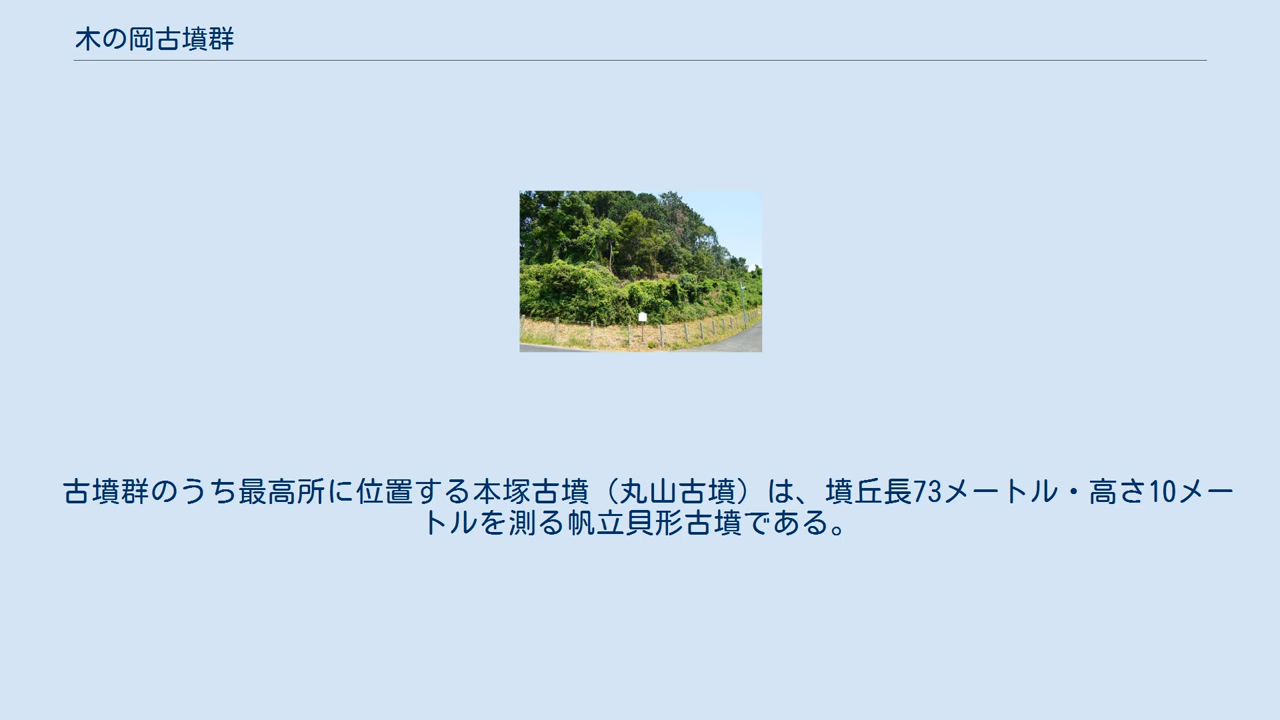 木の岡古墳群
古墳群のうち最高所に位置する本塚古墳（丸山古墳）は、墳丘長73メートル・高さ10メー
トルを測る帆立貝形古墳である。